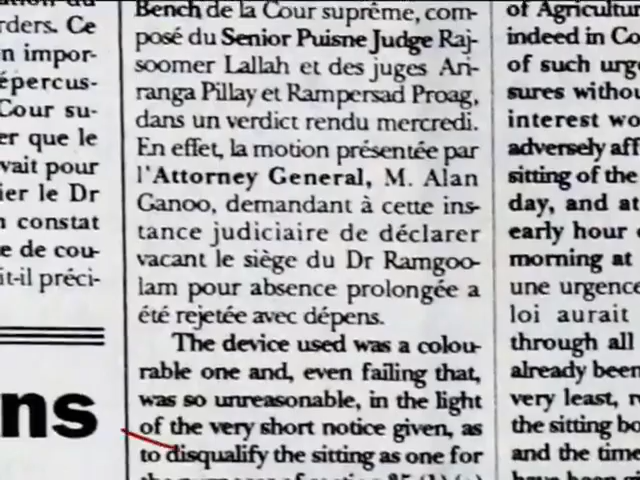 rders. Ce
n impor-
épercus-
Cour su-
er que le
vait pour
ier le Dr
n constat
e de cou-
it-il préci-
ns
Bench de la Cour suprême, com-
posé du Senior Puisne Judge Raj-
soomer Lallah et des juges Ari-
ranga Pillay et Rampersad Proag,
dans un verdict rendu mercredi.
En effet, la motion présentée par
l'Attorney General, M. Alan
Ganoo, demandant à cette ins-
tance judiciaire de déclarer
vacant le siège du Dr Ramgoo-
lam pour absence prolongée a
été rejetée avec dépens.
The device used was a colou-
rable one and, even failing that,
was so unreasonable, in the light
of the very short notice given, as
to disqualify the sitting as one for
of Agricultur
indeed in Co
of such urge
sures withou
interest wo
adversely aff
sitting of the
day, and at
early hour
morning at
une urgence
loi aurait
through all
already been
very least, r
the sitting bo
and the time